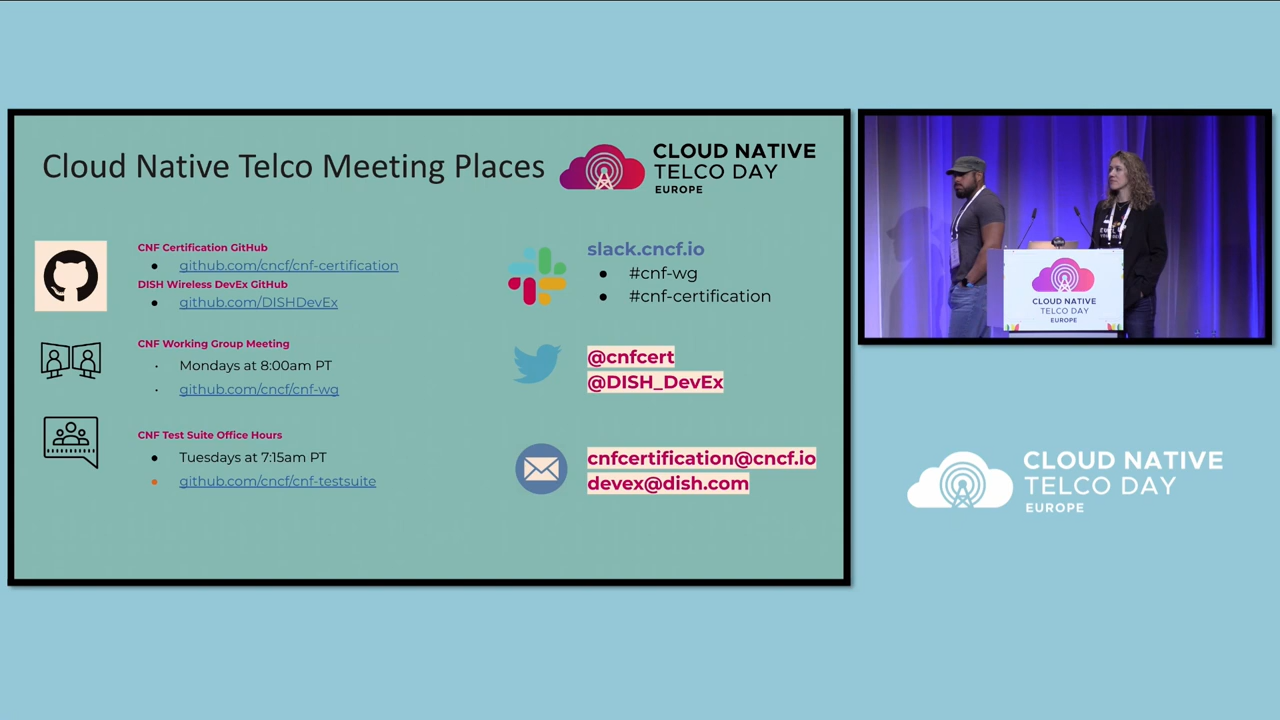 Cloud Native Telco Meeting Places
CLOUD NATIVE
TELCO DAY
EUROPE
CNF Certification GitHub
● github.com/cncf/cnf-certification
DISH Wireless DevEx GitHub
● github.com/DISHDevEx
CNF Working Group Meeting
· Mondays at 8:00am PT
· github.com/cncf/cnf-wg
CNF Test Suite Office Hours
● Tuesdays at 7:15am PT
● github.com/cncf/cnf-testsuite
slack.cncf.io
● #cnf-wg
● #cnf-certification
@cnfcert
@DISH_DevEx
cnfcertification@cncf.io
devex@dish.com
CLOUD NATIVE
TELCO DAY
EUROPE
CLOUD NATIVE
TELCO DAY
EUROPE